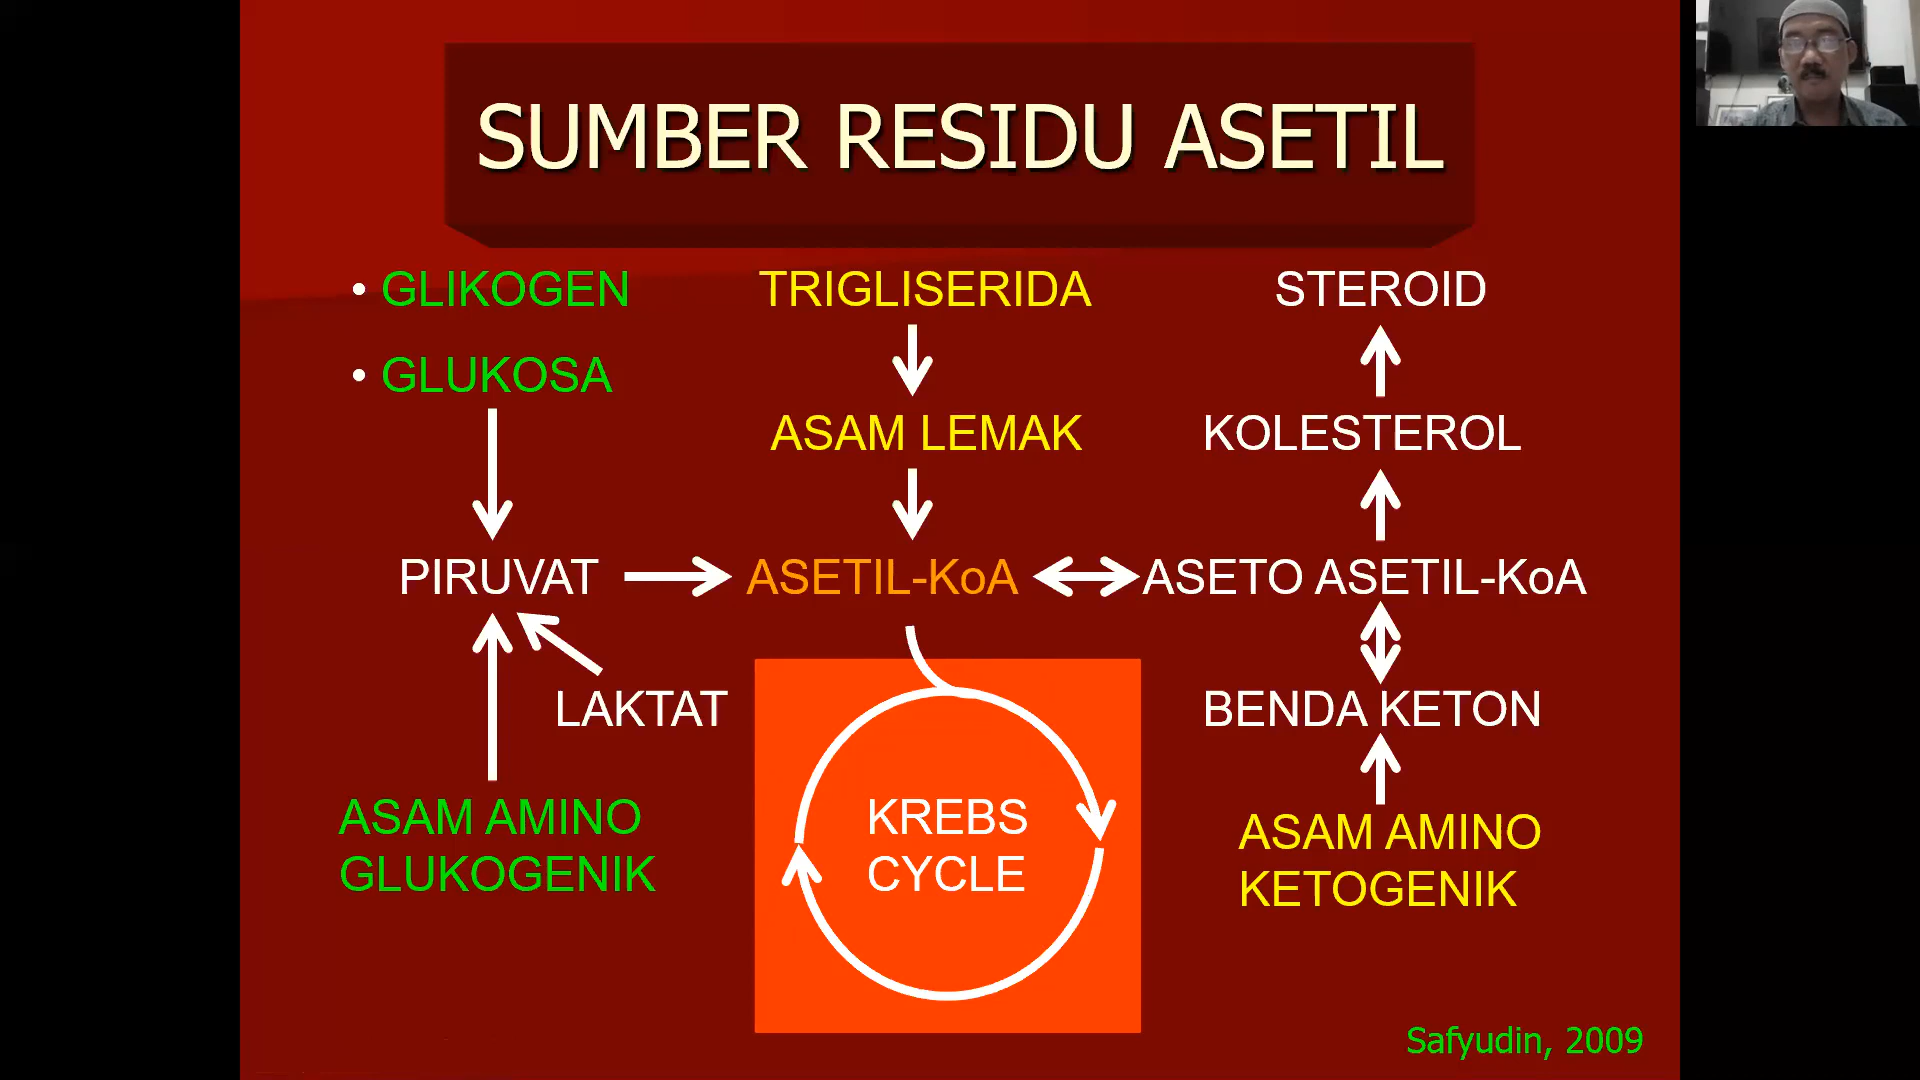 SUMBER RESIDU ASETIL
• GLIKOGEN
• GLUKOSA
TRIGLISERIDA
STEROID
ASAM LEMAK
KOLESTEROL
PIRUVAT
ASETIL-KoA
ASETO ASETIL-KoA
LAKTAT
BENDA KETON
ASAM AMINO
GLUKOGENIK
KREBS
CYCLE
ASAM AMINO
KETOGENIK
Safyudin, 2009